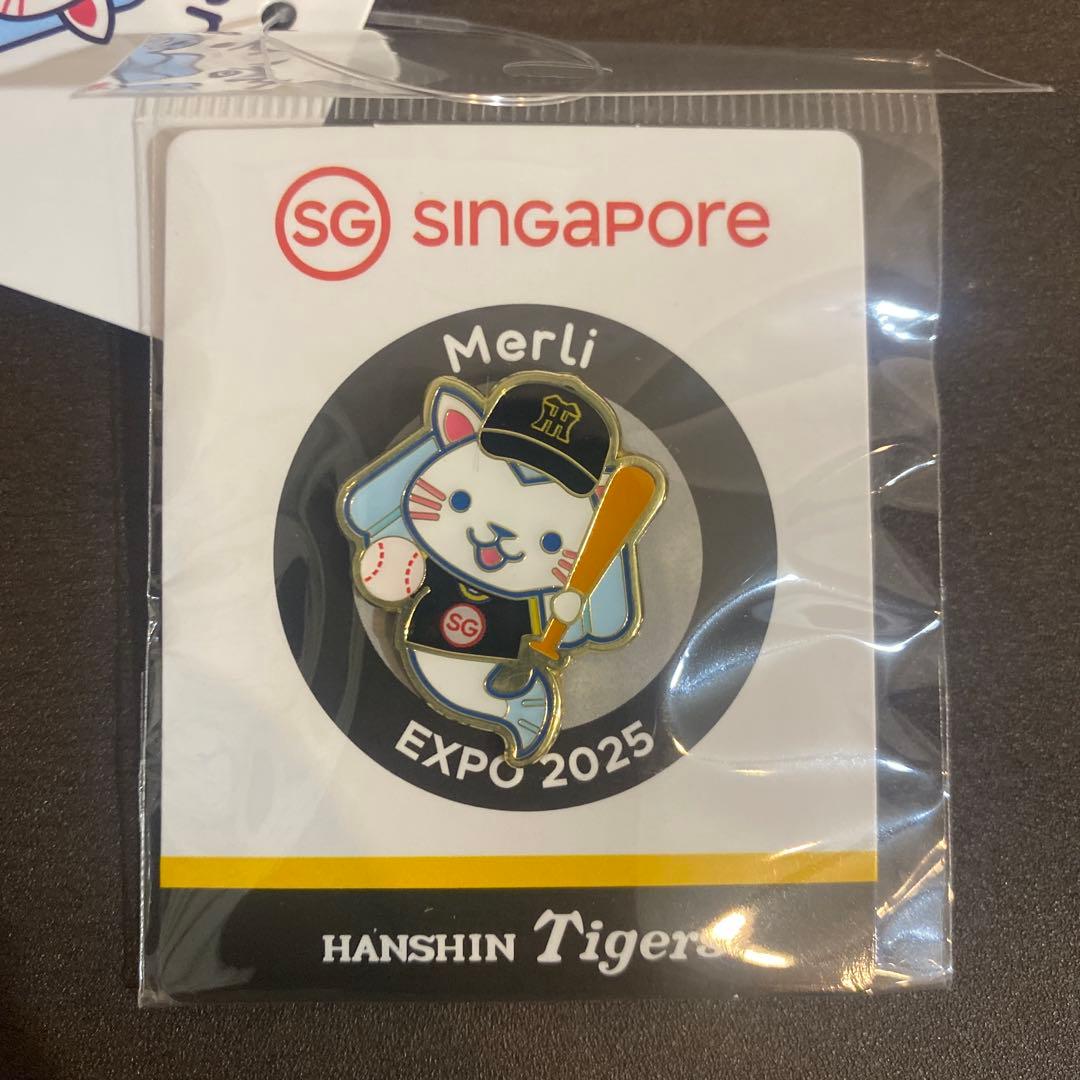 SG SINGAPORE
Merli
SG
EXPO 2025
HANSHIN Tigers